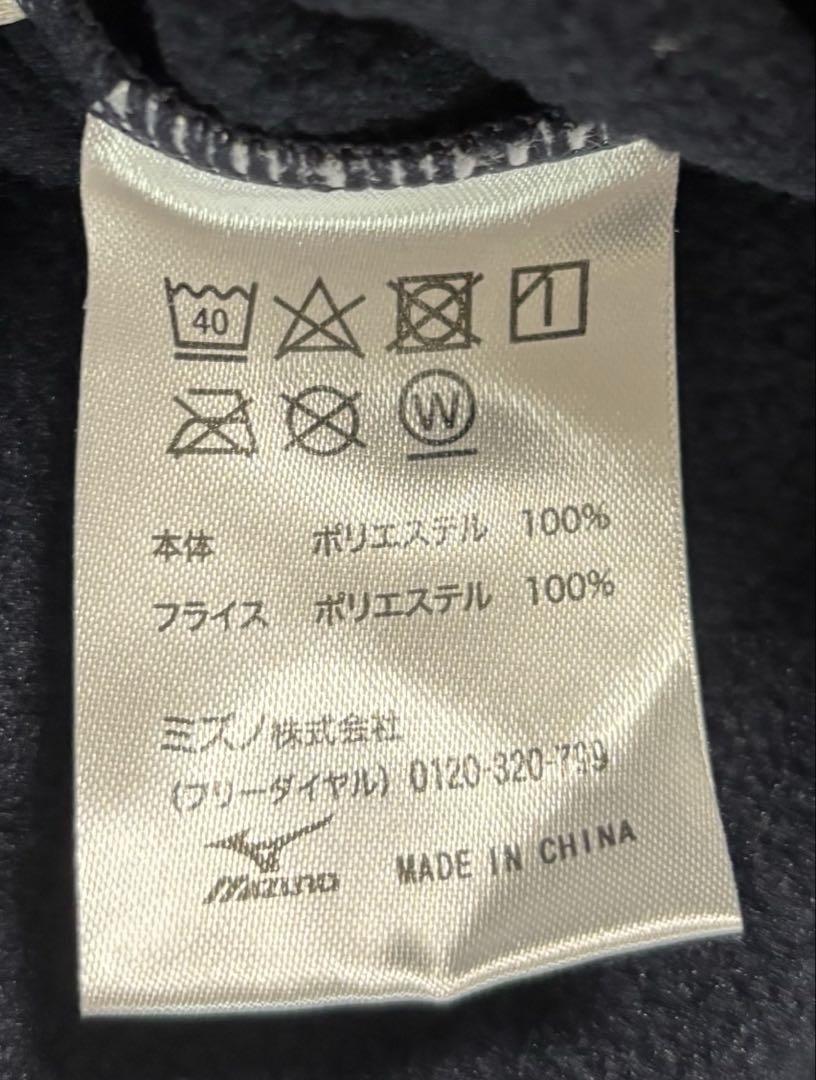 40
W
本体 ポリエステル 100%
フライス ポリエステル 100%
ミズノ株式会社
(フリーダイヤル) 0120-320-799
mizuno MADE IN CHINA